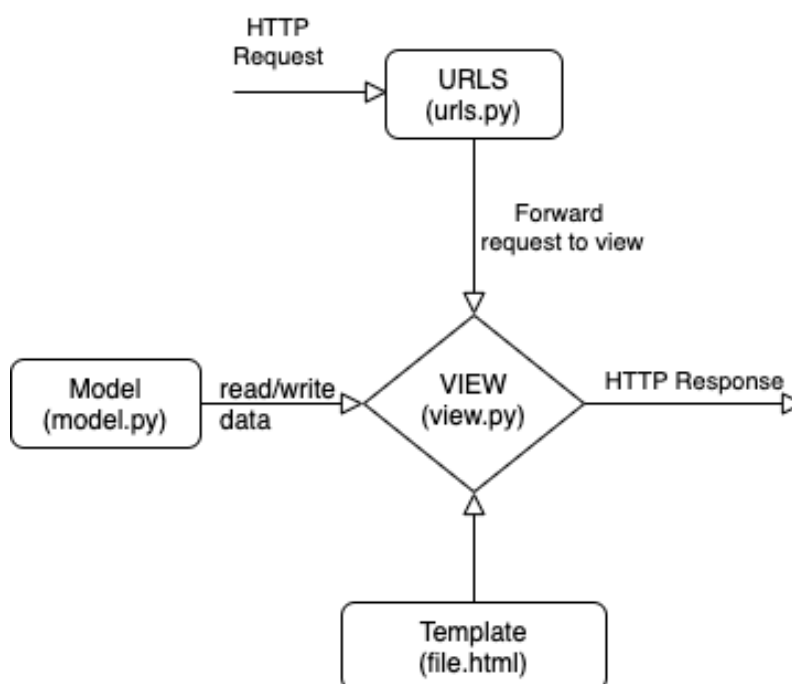 HTTP
Request
URLS
(urls.py)
Forward
request to view
Model
(model.py)
read/write
data
VIEW
(view.py)
HTTP Response
Template
(file.html)